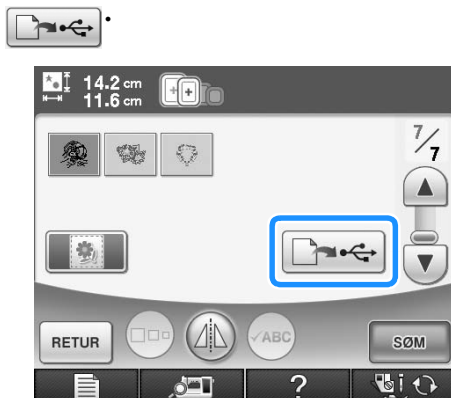 .
14.2 cm
11.6 cm
7/7
RETUR
✓ABC
SØM
?
i